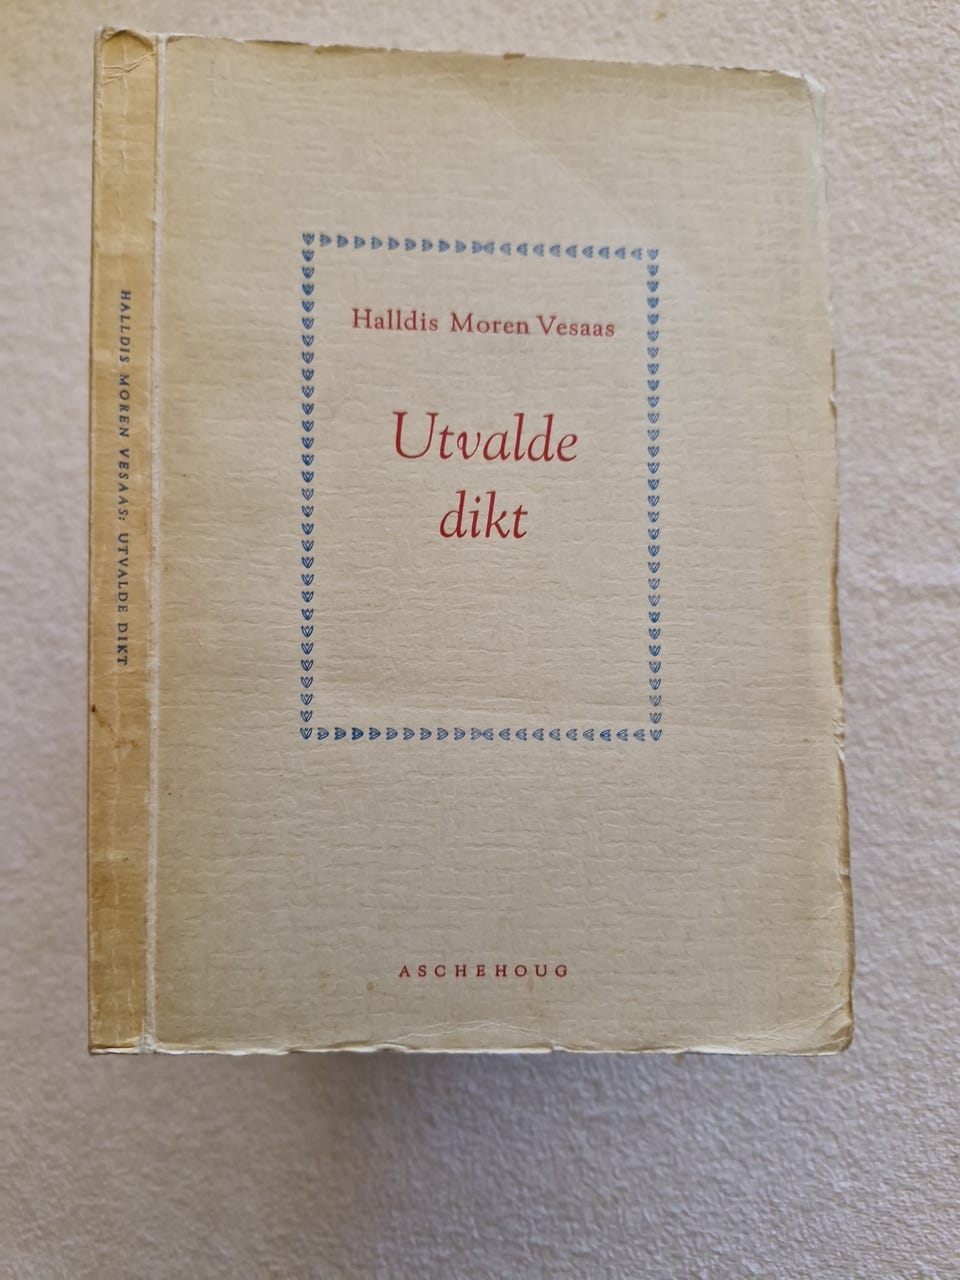 HALLDIS MOREN VESAAS: UTVALDE DIKT
Halldis Moren Vesaas
Utvalde
dikt
ASCHEHOUG